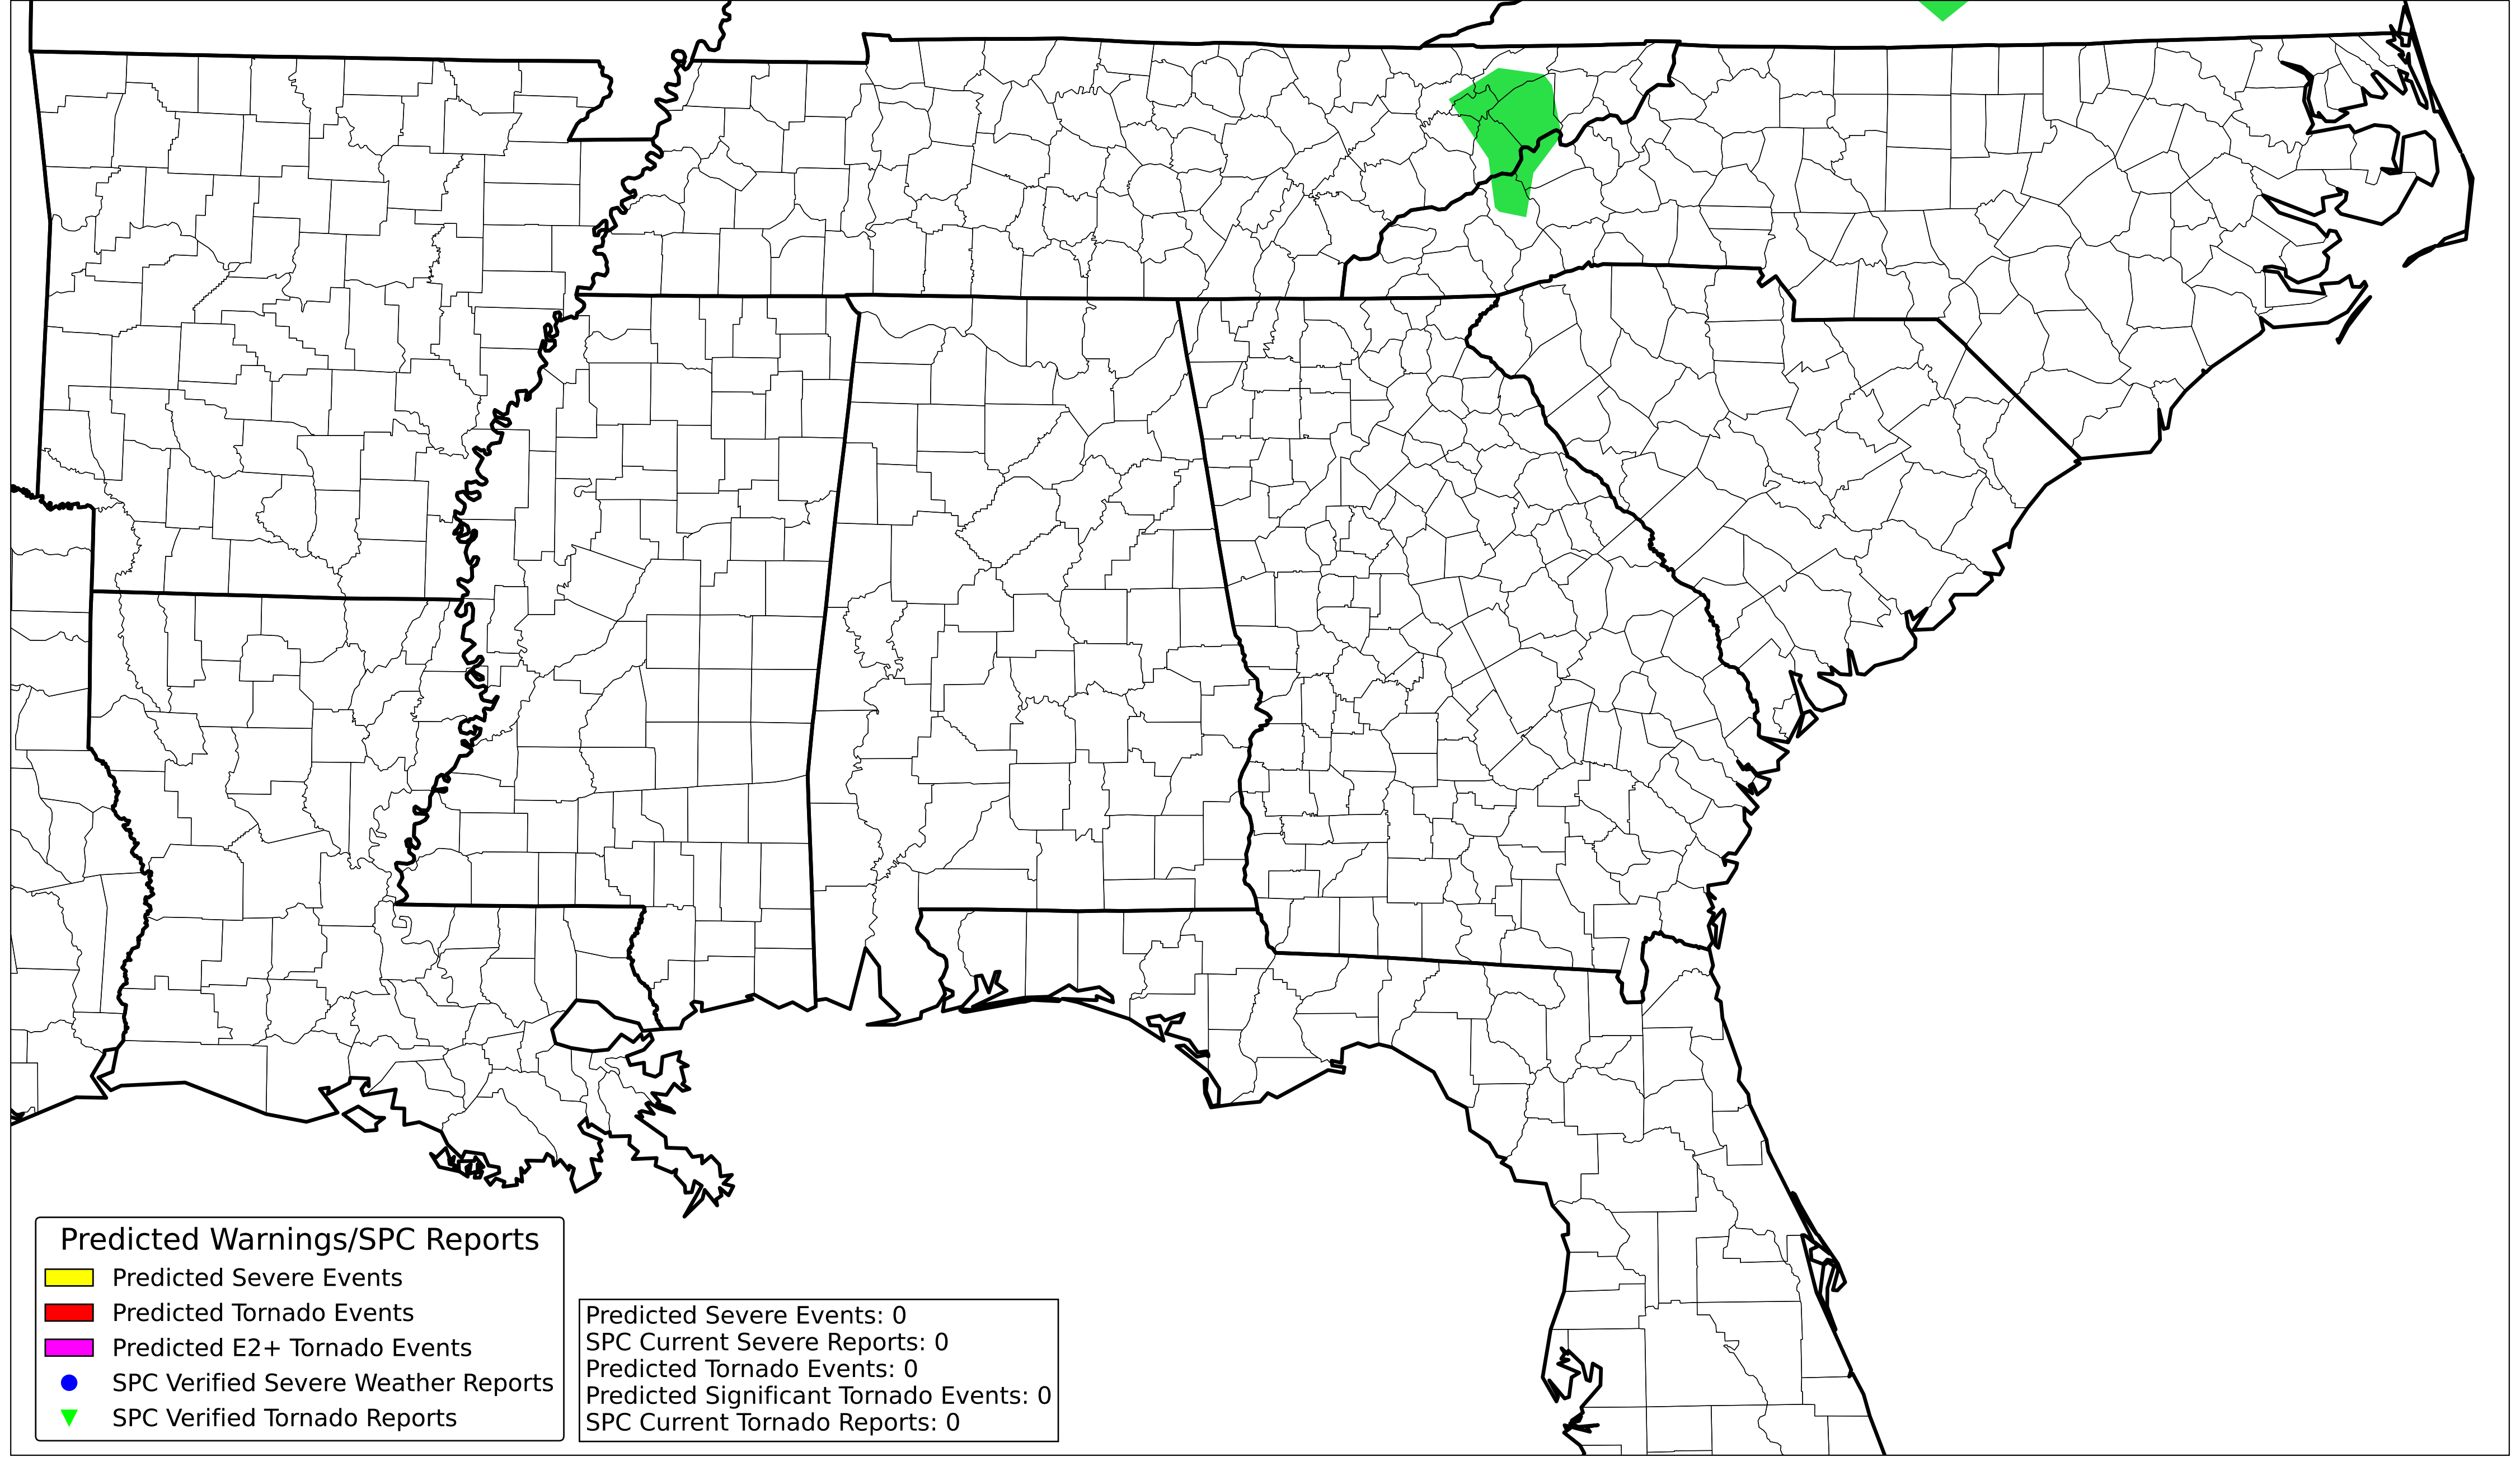 Predicted Warnings/SPC Reports
Predicted Severe Events
Predicted Tornado Events
Predicted E2+ Tornado Events
SPC Verified Severe Weather Reports
SPC Verified Tornado Reports
Predicted Severe Events: 0
SPC Current Severe Reports: 0
Predicted Tornado Events: 0
Predicted Significant Tornado Events: 0
SPC Current Tornado Reports: 0